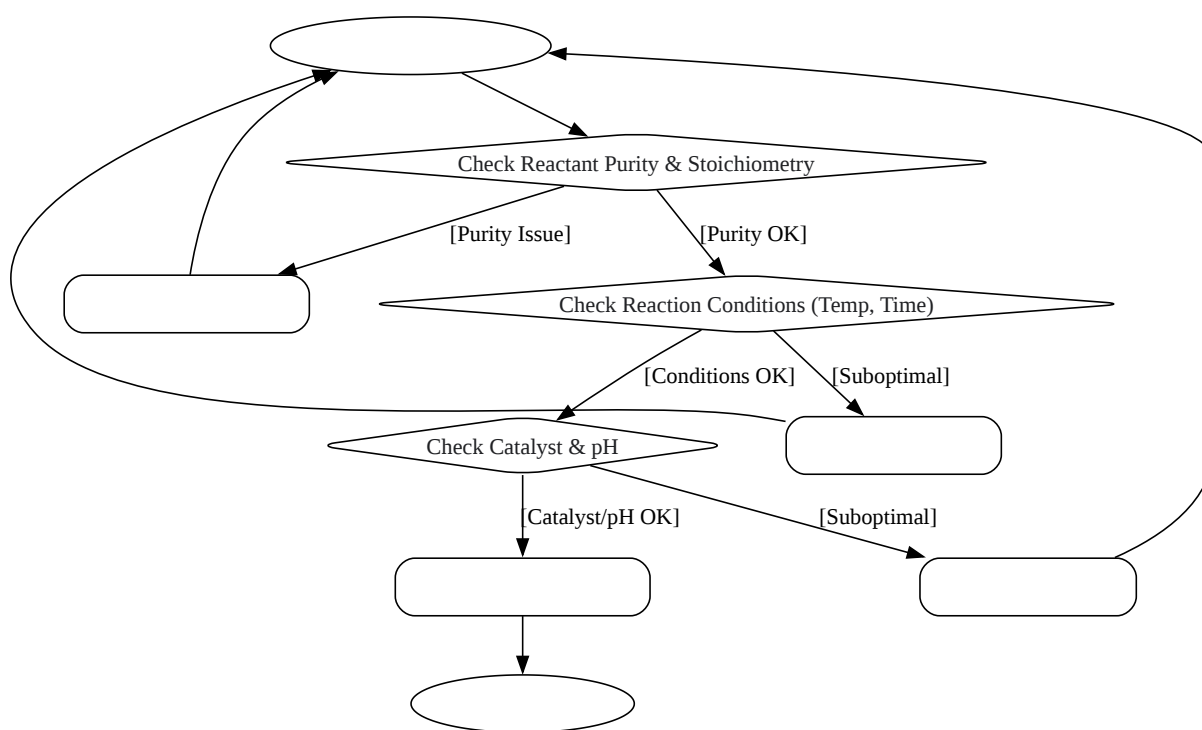 Check Reactant Purity & Stoichiometry
[Purity Issue]
[Purity OK]
Check Reaction Conditions (Temp, Time)
[Conditions OK]
[Suboptimal]
Check Catalyst & pH
[Catalyst/pH OK]
[Suboptimal]